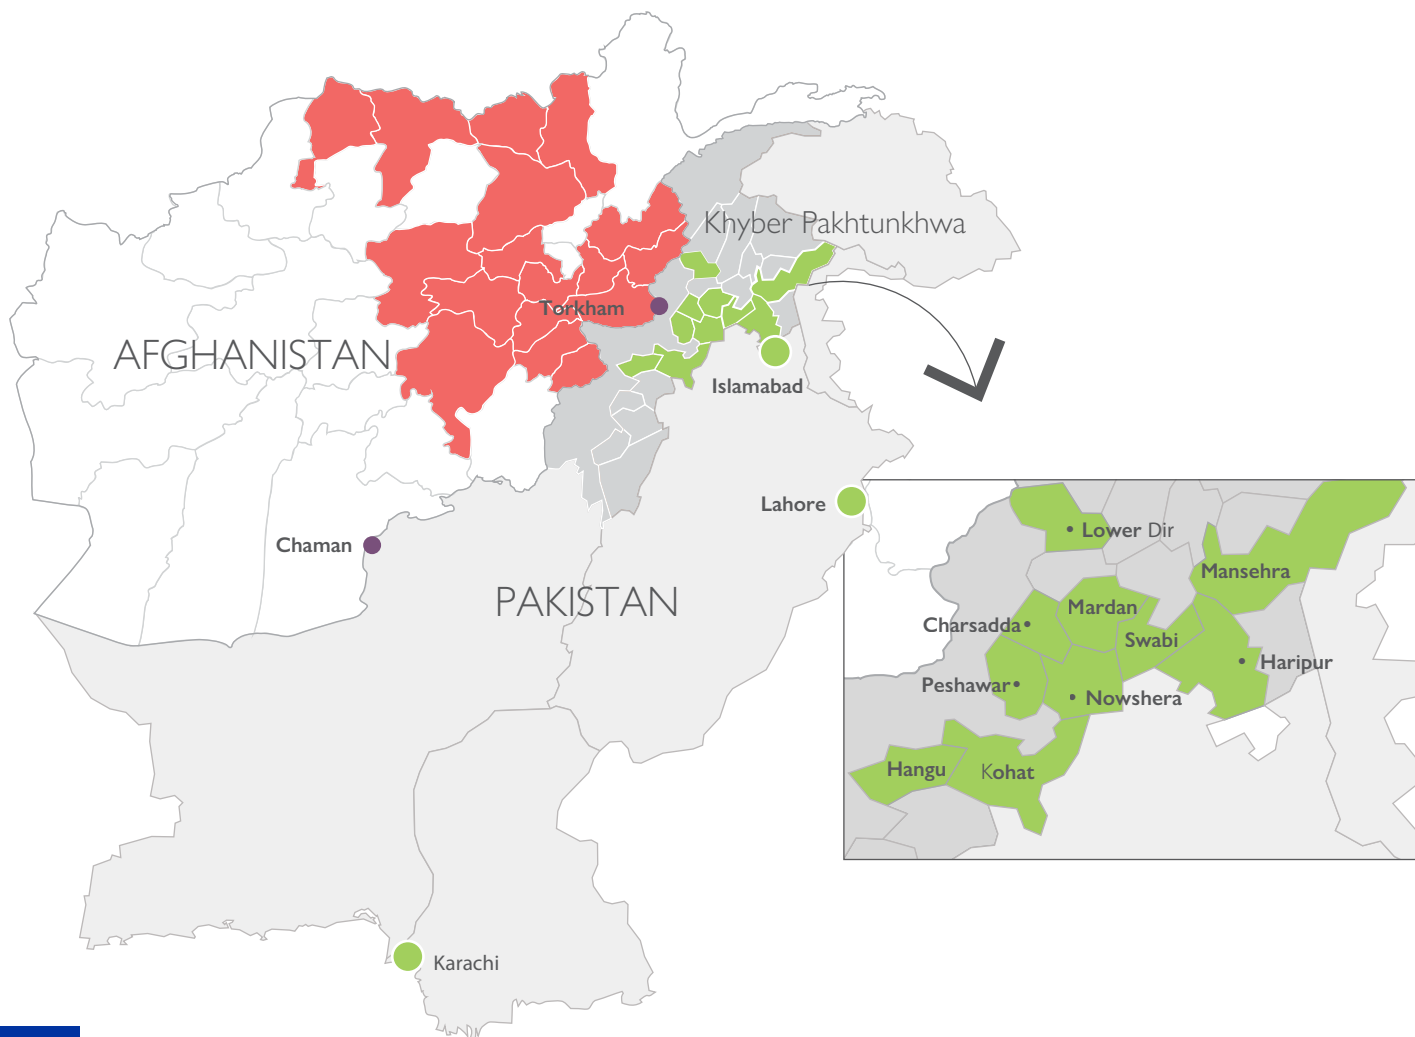 Khyber Pakhtunkhwa
Torkham
AFGHANISTAN
Islamabad
Lahore
Chaman
PAKISTAN
Karachi
Lower Dir
Mansehra
Mardan
Charsadda
Swabi
Haripur
Peshawar
Nowshera
Hangu
Kohat